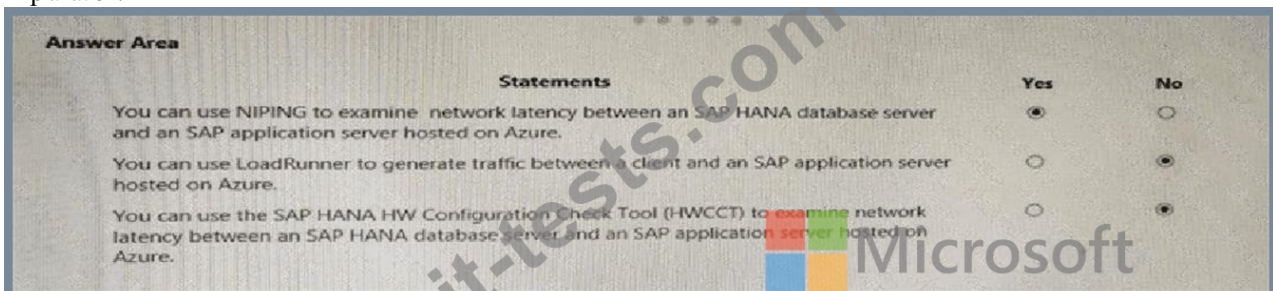 Answer Area
Statements Yes No
You can use NIPING to examine network latency between an SAP HANA database server
and an SAP application server hosted on Azure.
You can use LoadRunner to generate traffic between a client and an SAP application server
hosted on Azure.
You can use the SAP HANA HW Configuration Check Tool (HWCCT) to examine network
latency between an SAP HANA database server and an SAP application server hosted on
Azure.
Microsoft
it-tests.com